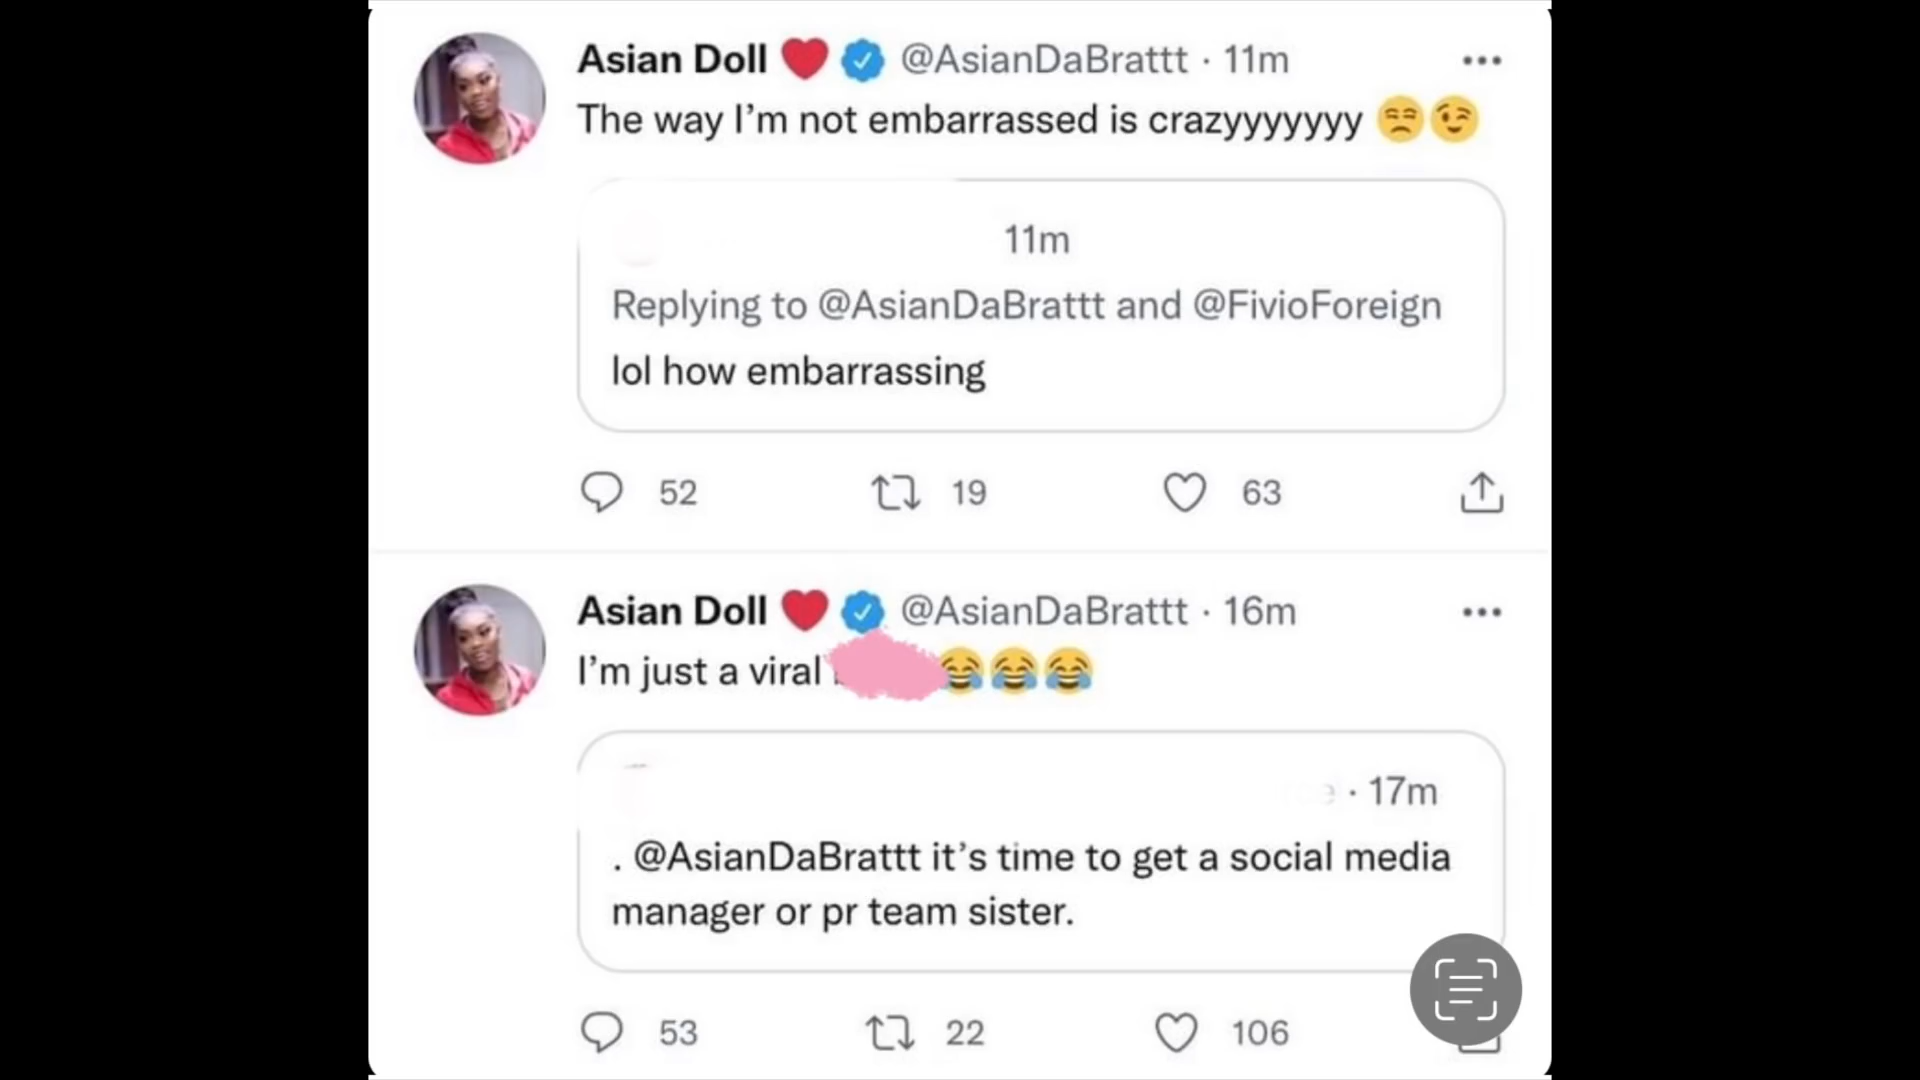 Asian Doll ❤️ @AsianDaBrattt · 11m
The way I'm not embarrassed is crazyyyyyyy 😒😉
11m
Replying to @AsianDaBrattt and @FivioForeign
lol how embarrassing
52 19 63
Asian Doll ❤️ @AsianDaBrattt · 16m
I'm just a viral 😂😂😂
· 17m
. @AsianDaBrattt it's time to get a social media
manager or pr team sister.
53 22 106